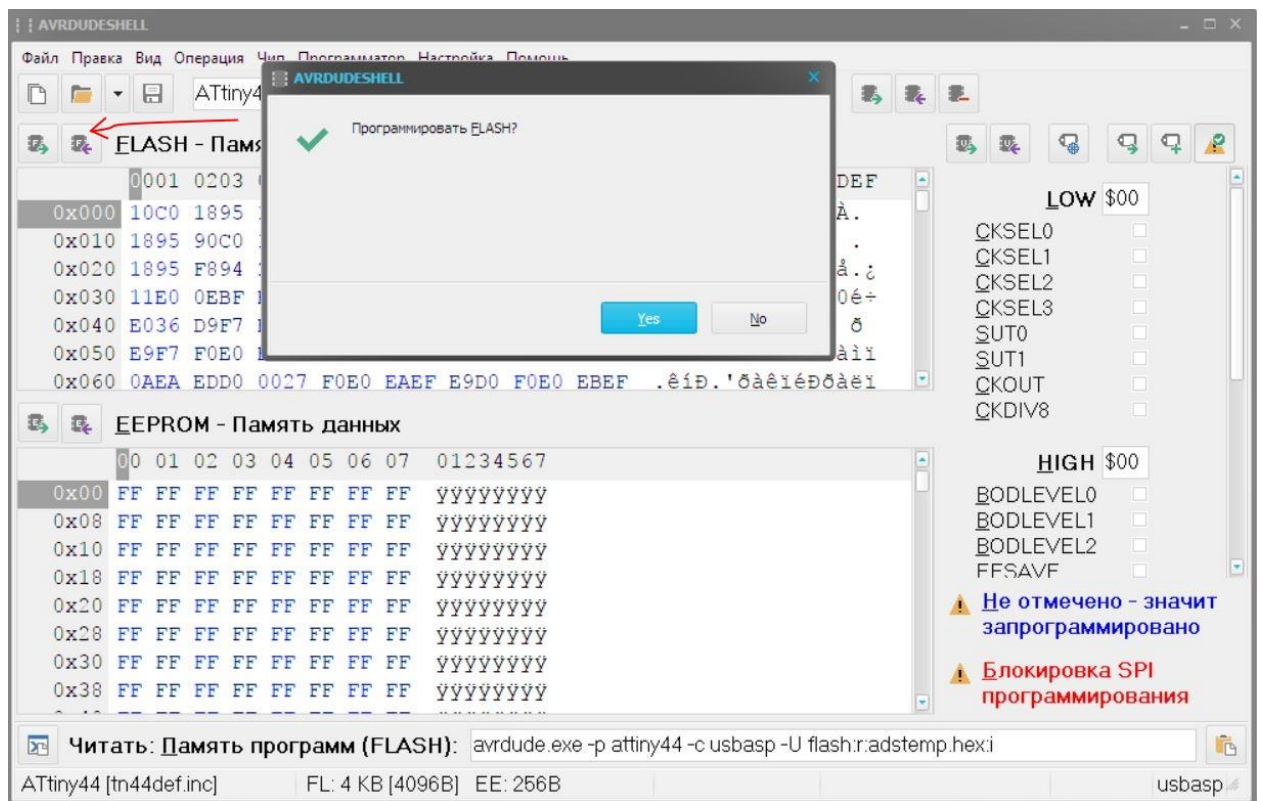 AVRDUDESHELL
Файл Правка Вид Операция Чип Программатор Настройка Помощь
ATtiny4
AVRDUDESHELL
Программировать FLASH?
Yes No
FLASH - Памя
0001 0203 DEF
0x000 10C0 1895 À.
0x010 1895 90C0 .
0x020 1895 F894 å.¿
0x030 11E0 0EBF 0é÷
0x040 E036 D9F7 ð
0x050 E9F7 F0E0 àìï
0x060 0AEA EDD0 0027 F0E0 EAEF E9D0 F0E0 EBEF .êíÐ.'ðàêïéÐðàëï
EEPROM - Память данных
00 01 02 03 04 05 06 07 01234567
0x00 FF FF FF FF FF FF FF FF ÿÿÿÿÿÿÿÿ
0x08 FF FF FF FF FF FF FF FF ÿÿÿÿÿÿÿÿ
0x10 FF FF FF FF FF FF FF FF ÿÿÿÿÿÿÿÿ
0x18 FF FF FF FF FF FF FF FF ÿÿÿÿÿÿÿÿ
0x20 FF FF FF FF FF FF FF FF ÿÿÿÿÿÿÿÿ
0x28 FF FF FF FF FF FF FF FF ÿÿÿÿÿÿÿÿ
0x30 FF FF FF FF FF FF FF FF ÿÿÿÿÿÿÿÿ
0x38 FF FF FF FF FF FF FF FF ÿÿÿÿÿÿÿÿ
LOW $00
CKSEL0
CKSEL1
CKSEL2
CKSEL3
SUT0
SUT1
CKOUT
CKDIV8
HIGH $00
BODLEVEL0
BODLEVEL1
BODLEVEL2
EESAVE
Не отмечено - значит
запрограммировано
Блокировка SPI
программирования
Читать: Память программ (FLASH): avrdude.exe -p attiny44 -c usbasp -U flash:r:adstemp.hex:i
ATtiny44 [tn44def.inc] FL: 4 KB [4096B] EE: 256B usbasp